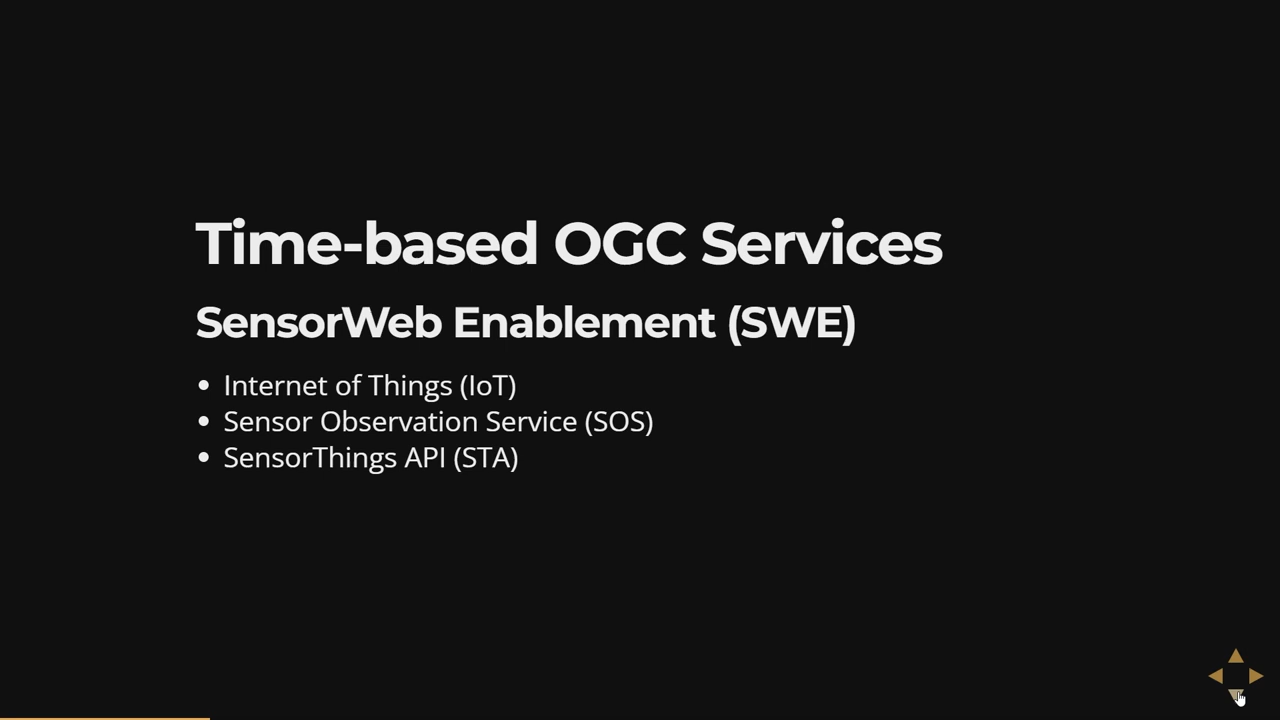 Time-based OGC Services
SensorWeb Enablement (SWE)
• Internet of Things (IoT)
• Sensor Observation Service (SOS)
• SensorThings API (STA)